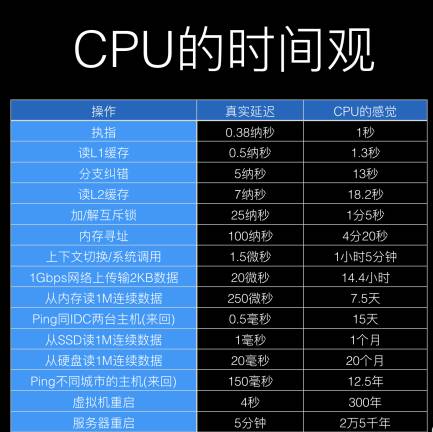 CPU的时间观
操作 真实延迟 CPU的感觉
执指 0.38纳秒 1秒
读L1缓存 0.5纳秒 1.3秒
分支纠错 5纳秒 13秒
读L2缓存 7纳秒 18.2秒
加/解互斥锁 25纳秒 1分5秒
内存寻址 100纳秒 4分20秒
上下文切换/系统调用 1.5微秒 1小时5分钟
1Gbps网络上传输2KB数据 20微秒 14.4小时
从内存读1M连续数据 250微秒 7.5天
Ping同IDC两台主机(来回) 0.5毫秒 15天
从SSD读1M连续数据 1毫秒 1个月
从硬盘读1M连续数据 20毫秒 20个月
Ping不同城市的主机(来回) 150毫秒 12.5年
虚拟机重启 4秒 300年
服务器重启 5分钟 2万5千年